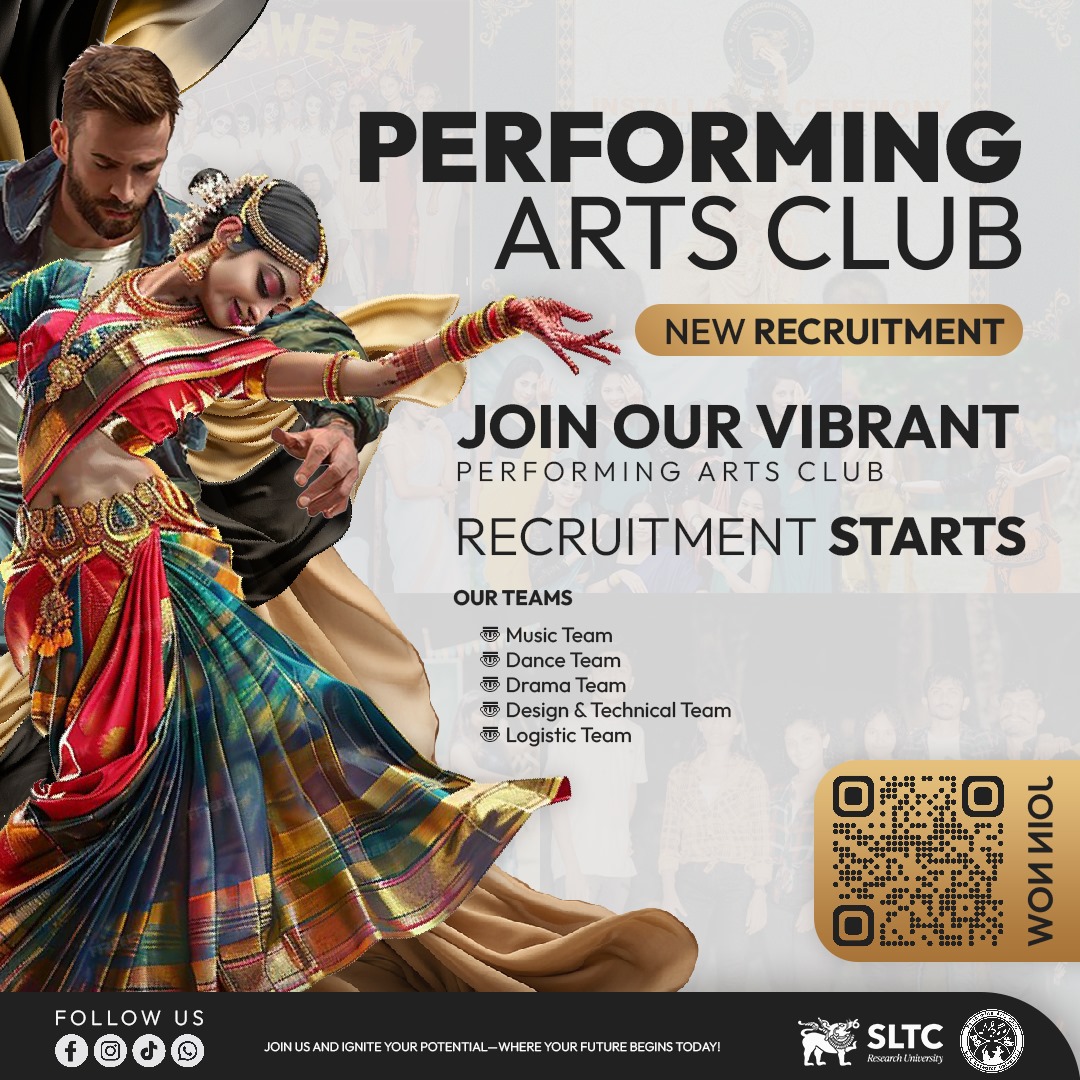 PERFORMING
ARTS CLUB
NEW RECRUITMENT
JOIN OUR VIBRANT
PERFORMING ARTS CLUB
RECRUITMENT STARTS
OUR TEAMS
Music Team
Dance Team
Drama Team
Design & Technical Team
Logistic Team
JOIN NOW
FOLLOW US
JOIN US AND IGNITE YOUR POTENTIAL—WHERE YOUR FUTURE BEGINS TODAY!
SLTC
Research University